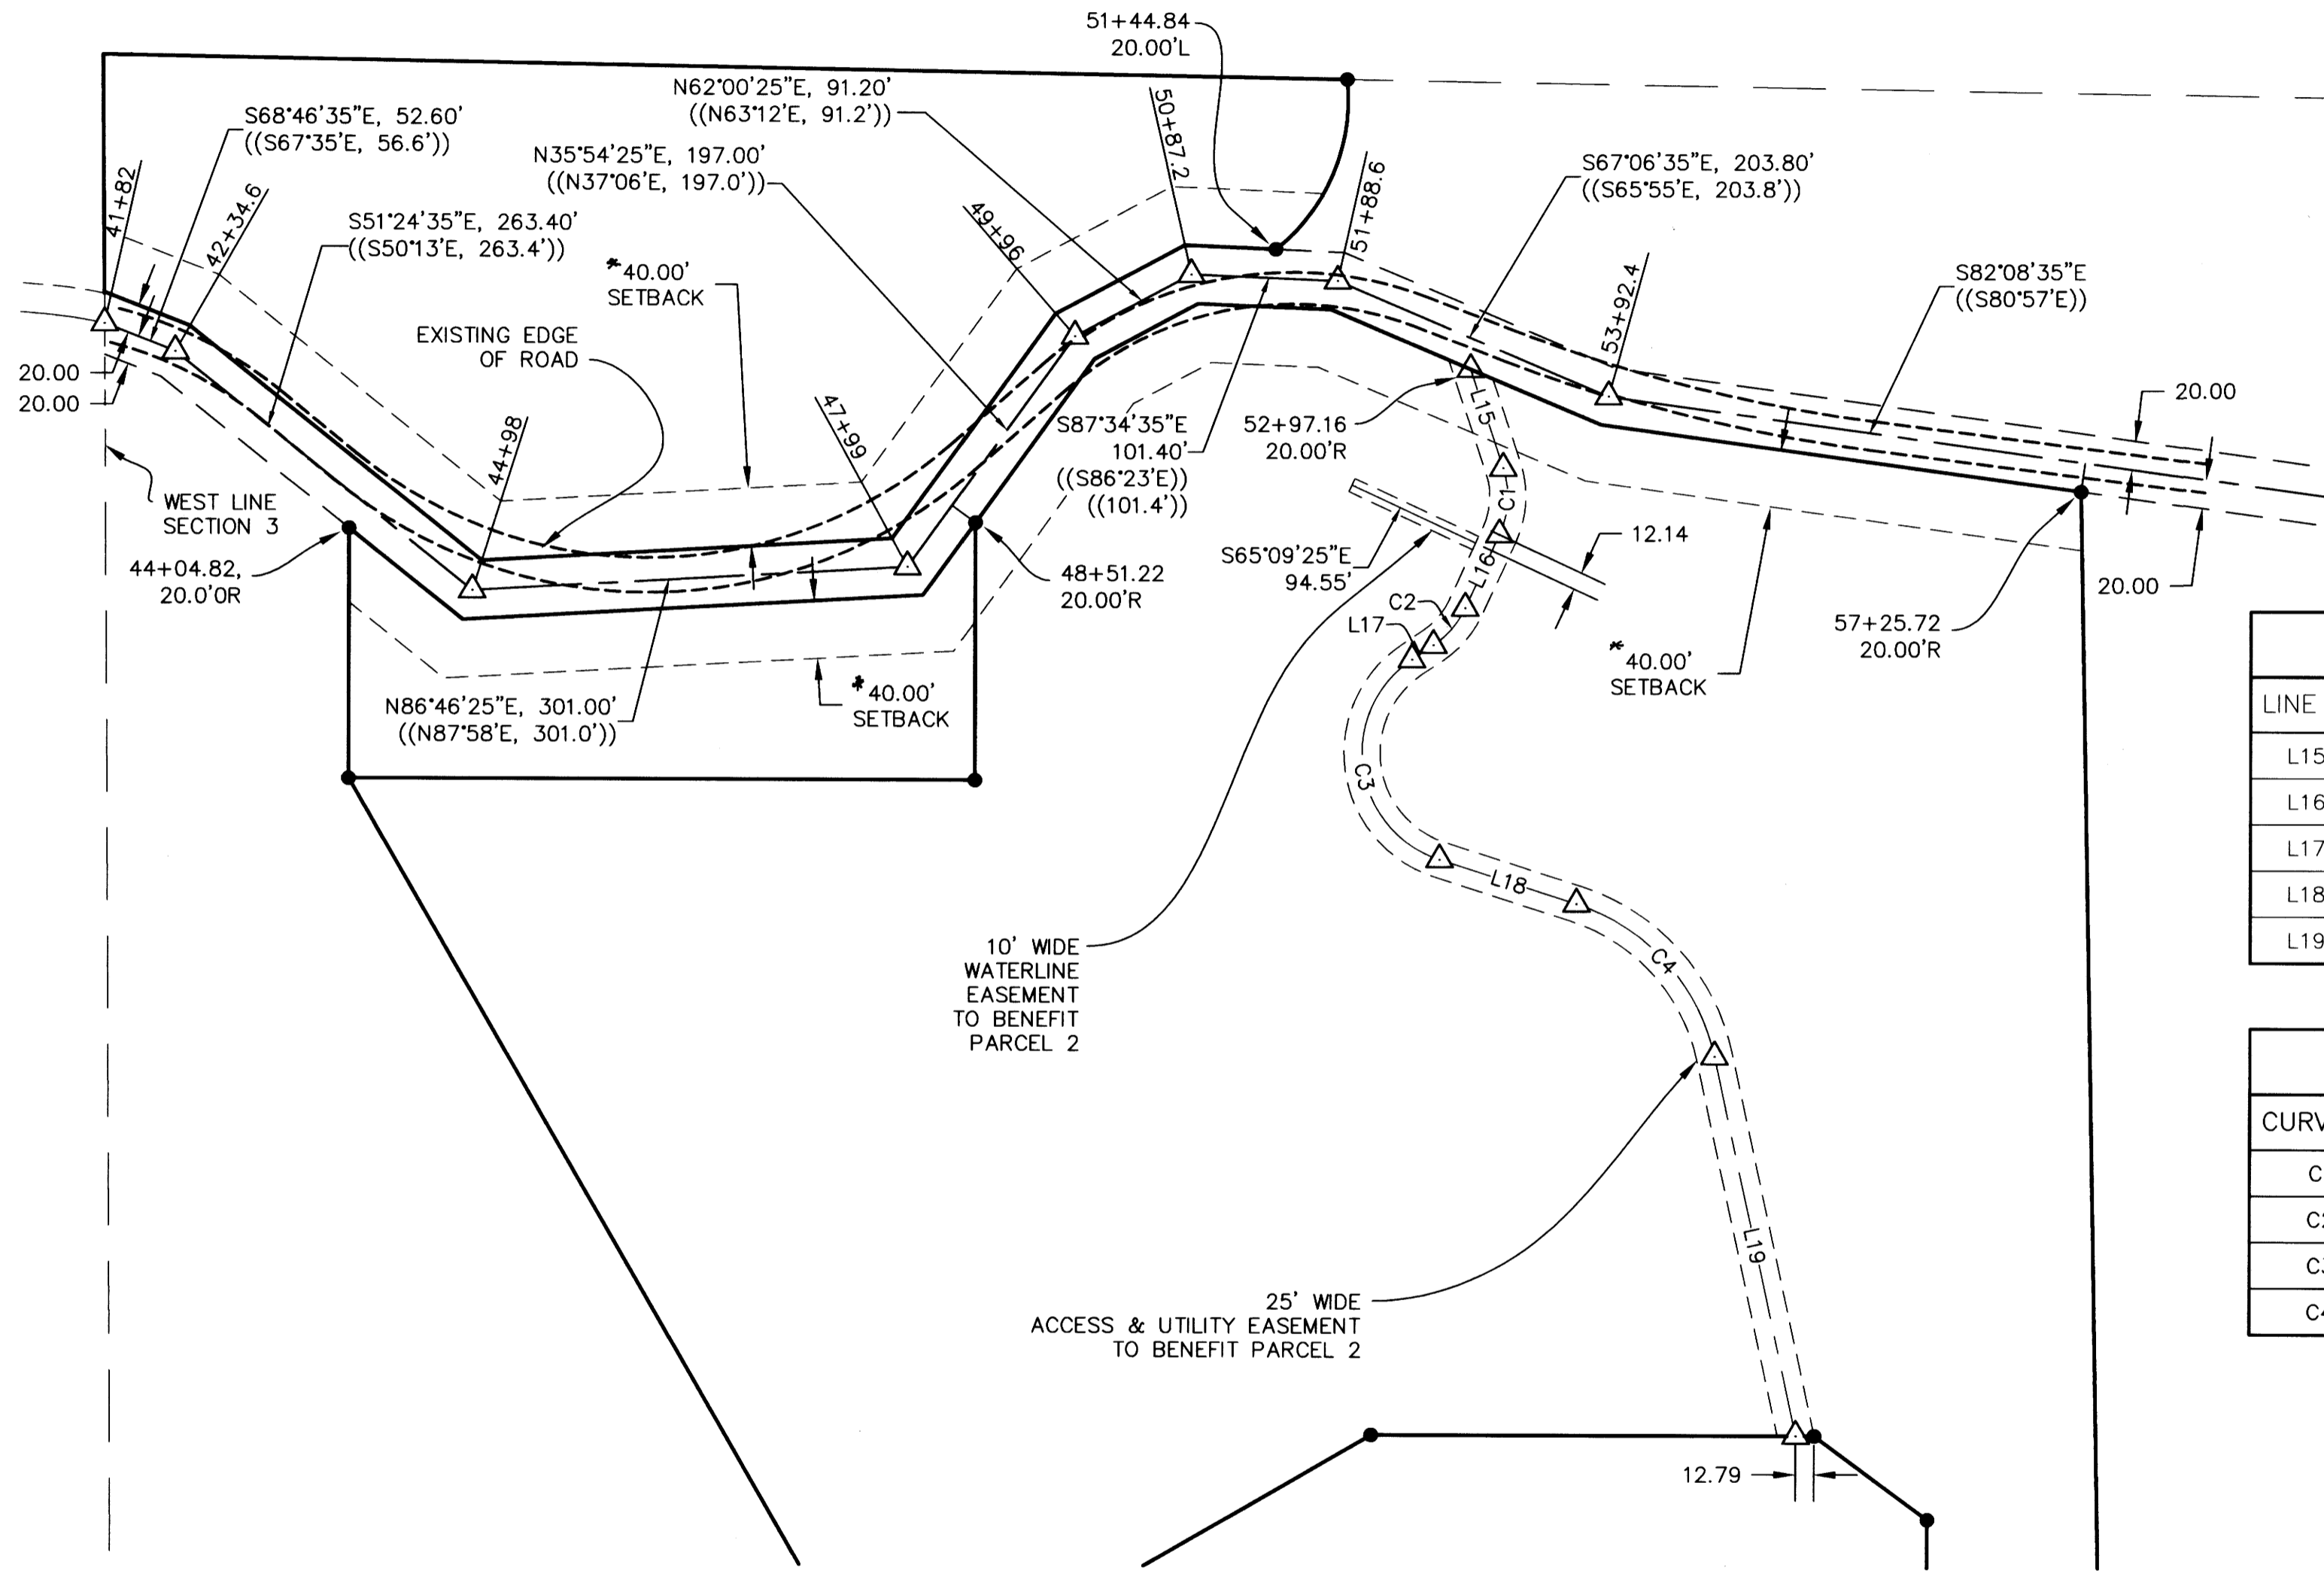 51+44.84
20.00'L
N62°00'25"E, 91.20'
((N63°12'E, 91.2'))
S68°46'35"E, 52.60'
((S67°35'E, 56.6'))
N35°54'25"E, 197.00'
((N37°06'E, 197.0'))
50+87.2
S67°06'35"E, 203.80'
((S65°55'E, 203.8'))
41+82
42+34.6
S51°24'35"E, 263.40'
((S50°13'E, 263.4'))
49+96
51+88.6
*40.00'
SETBACK
53+92.4
S82°08'35"E
((S80°57'E))
EXISTING EDGE
OF ROAD
20.00
20.00
20.00
47+99
44+98
S87°34'35"E
101.40'
((S86°23'E))
((101.4'))
52+97.16
20.00'R
L15
WEST LINE
SECTION 3
C1
12.14
S65°09'25"E
94.55'
L16
44+04.82,
20.0'0R
48+51.22
20.00'R
20.00
C2
L17
57+25.72
20.00'R
*40.00'
SETBACK
*40.00'
SETBACK
N86°46'25"E, 301.00'
((N87°58'E, 301.0'))
LINE
L15
L16
L17
L18
L19
C3
L18
10' WIDE
WATERLINE
EASEMENT
TO BENEFIT
PARCEL 2
C4
CURV
C
C2
C3
C4
L19
25' WIDE
ACCESS & UTILITY EASEMENT
TO BENEFIT PARCEL 2
12.79